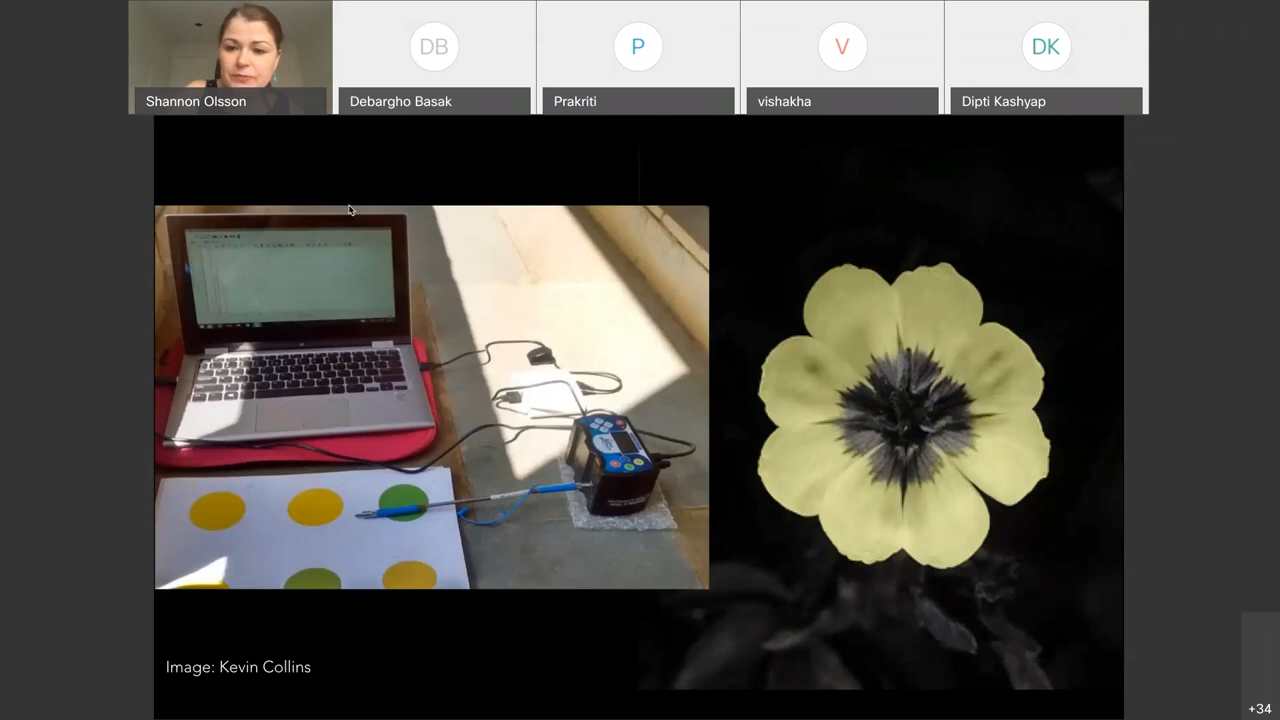 DB
P
V
DK
Shannon Olsson
Debargho Basak
Prakriti
vishakha
Dipti Kashyap
Image: Kevin Collins
+34